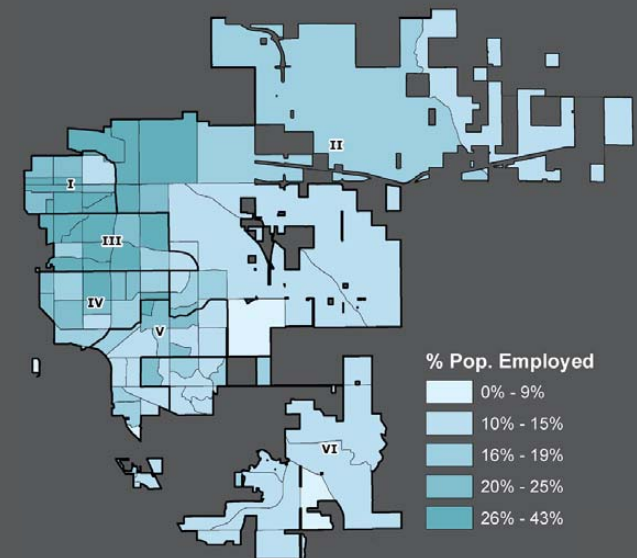 II
I
III
IV
V
VI
% Pop. Employed
0% - 9%
10% - 15%
16% - 19%
20% - 25%
26% - 43%